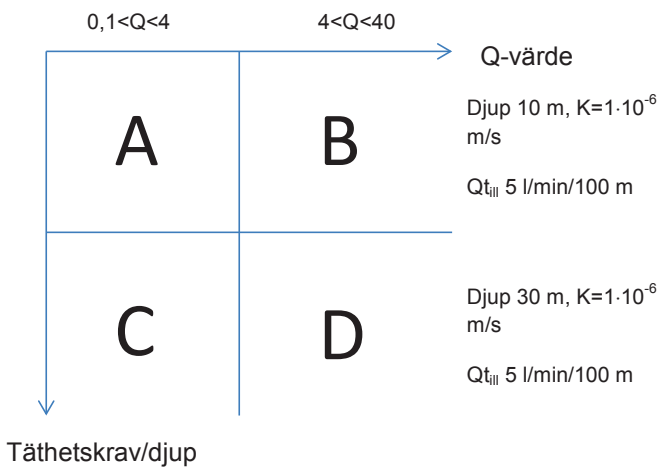 0,1<Q<4
4<Q<40
Q-värde
A
B
Djup 10 m, K=1·10⁻⁶
m/s
Qtᵢₗₗ 5 l/min/100 m
C
D
Djup 30 m, K=1·10⁻⁶
m/s
Qtᵢₗₗ 5 l/min/100 m
Täthetskrav/djup